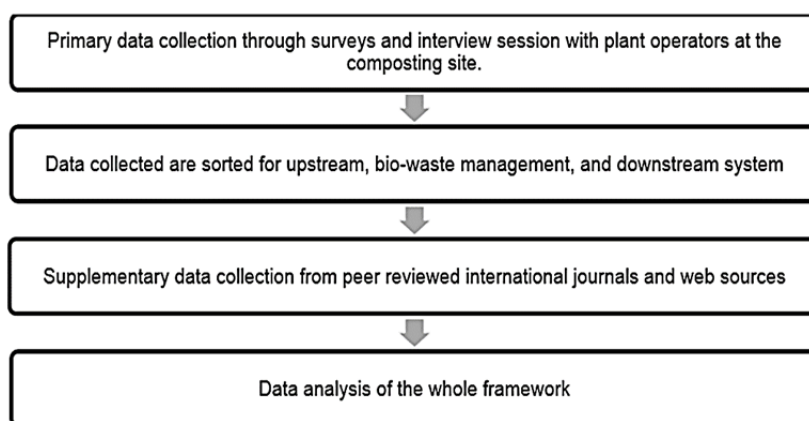 Primary data collection through surveys and interview session with plant operators at the
composting site.
Data collected are sorted for upstream, bio-waste management, and downstream system
Supplementary data collection from peer reviewed international journals and web sources
Data analysis of the whole framework